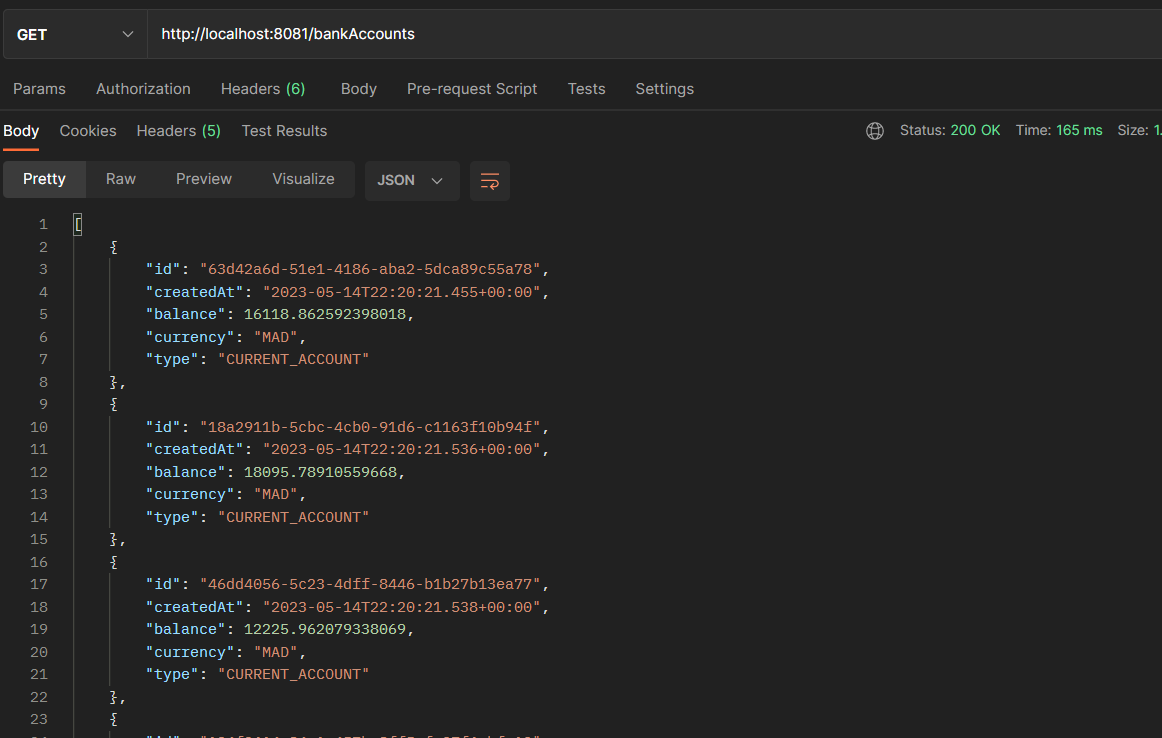 GET http://localhost:8081/bankAccounts
Params Authorization Headers (6) Body Pre-request Script Tests Settings
Body Cookies Headers (5) Test Results Status: 200 OK Time: 165 ms Size:
Pretty Raw Preview Visualize JSON
1 [
2 {
3 "id": "63d42a6d-51e1-4186-aba2-5dca89c55a78",
4 "createdAt": "2023-05-14T22:20:21.455+00:00",
5 "balance": 16118.862592398018,
6 "currency": "MAD",
7 "type": "CURRENT_ACCOUNT"
8 },
9 {
10 "id": "18a2911b-5cbc-4cb0-91d6-c1163f10b94f",
11 "createdAt": "2023-05-14T22:20:21.536+00:00",
12 "balance": 18095.78910559668,
13 "currency": "MAD",
14 "type": "CURRENT_ACCOUNT"
15 },
16 {
17 "id": "46dd4056-5c23-4dff-8446-b1b27b13ea77",
18 "createdAt": "2023-05-14T22:20:21.538+00:00",
19 "balance": 12225.962079338069,
20 "currency": "MAD",
21 "type": "CURRENT_ACCOUNT"
22 },
23 {